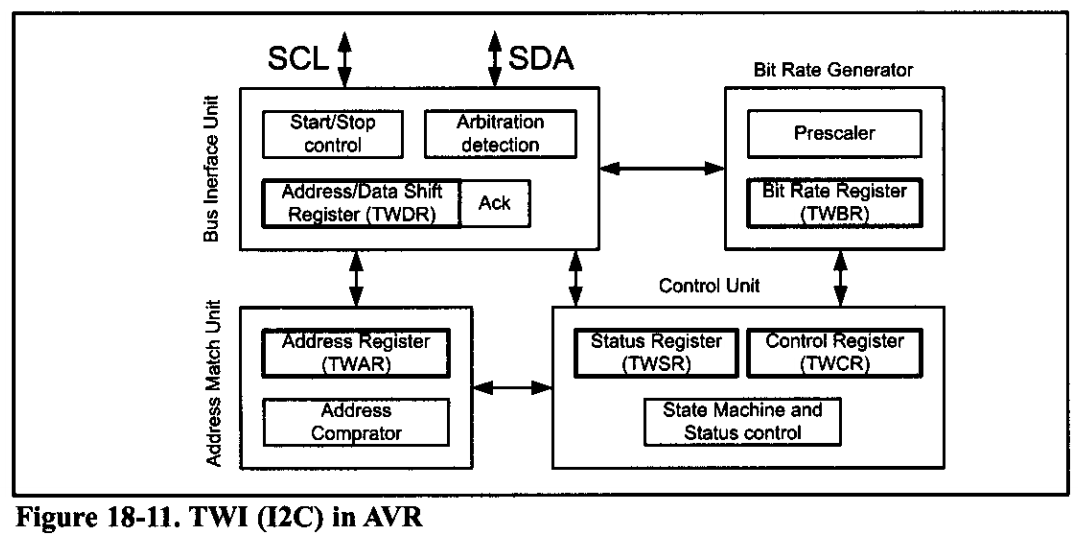 SCL
SDA
Bit Rate Generator
Bus Inerface Unit
Start/Stop
control
Arbitration
detection
Prescaler
Address/Data Shift
Register (TWDR)
Ack
Bit Rate Register
(TWBR)
Control Unit
Address Match Unit
Address Register
(TWAR)
Status Register
(TWSR)
Control Register
(TWCR)
Address
Comprator
State Machine and
Status control
Figure 18-11. TWI (I2C) in AVR